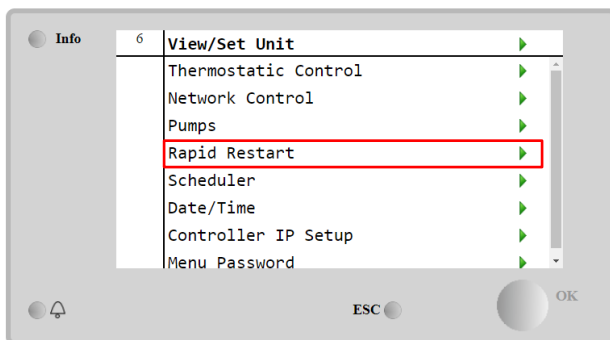 Info
6 View/Set Unit
Thermostatic Control
Network Control
Pumps
Rapid Restart
Scheduler
Date/Time
Controller IP Setup
Menu Password
ESC
OK